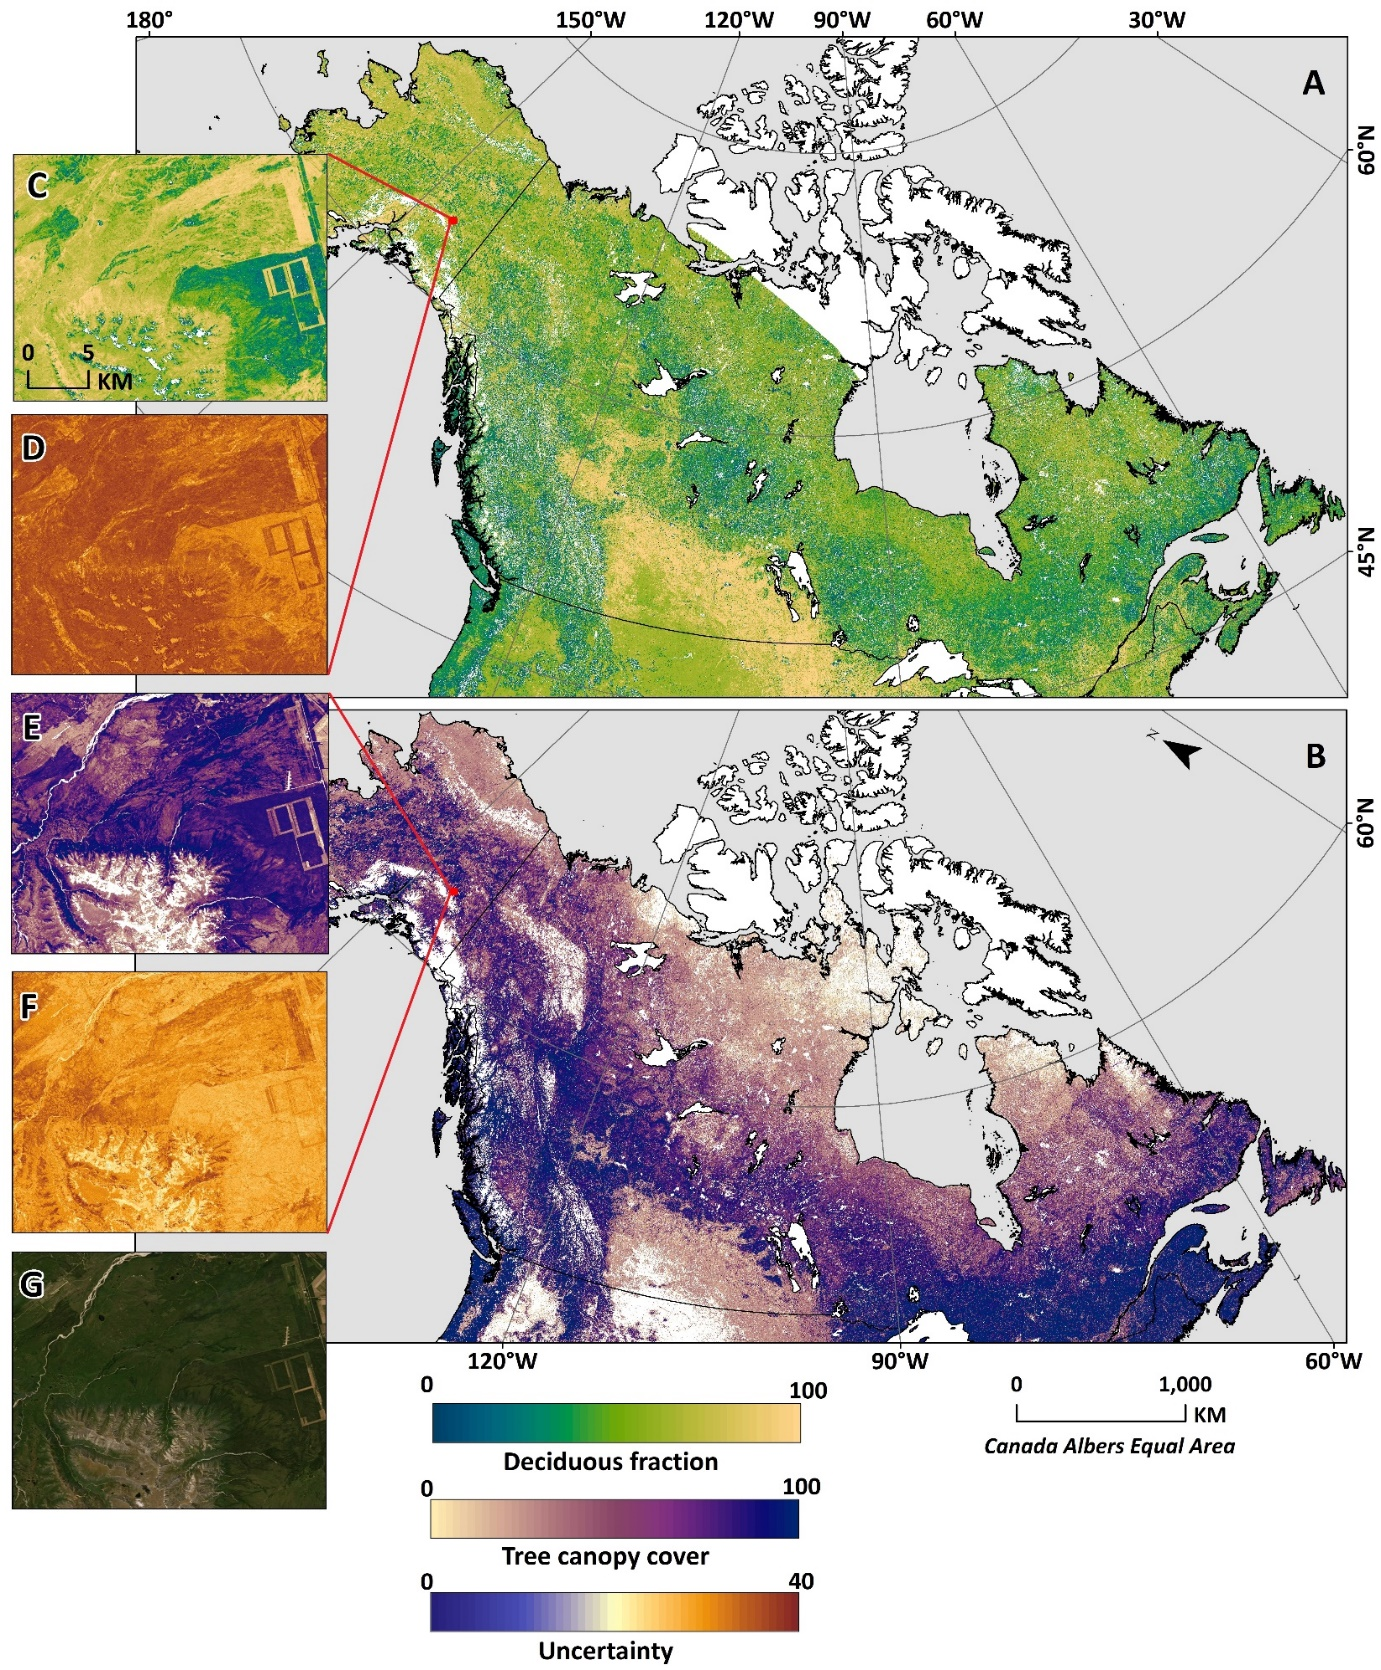 180° 150°W 120°W 90°W 60°W 30°W
A
60°N
C
0 5
KM
D
45°N
E
N
B
60°N
F
G
120°W 90°W 60°W
0 100
Deciduous fraction
0 1,000
KM
Canada Albers Equal Area
0 100
Tree canopy cover
0 40
Uncertainty